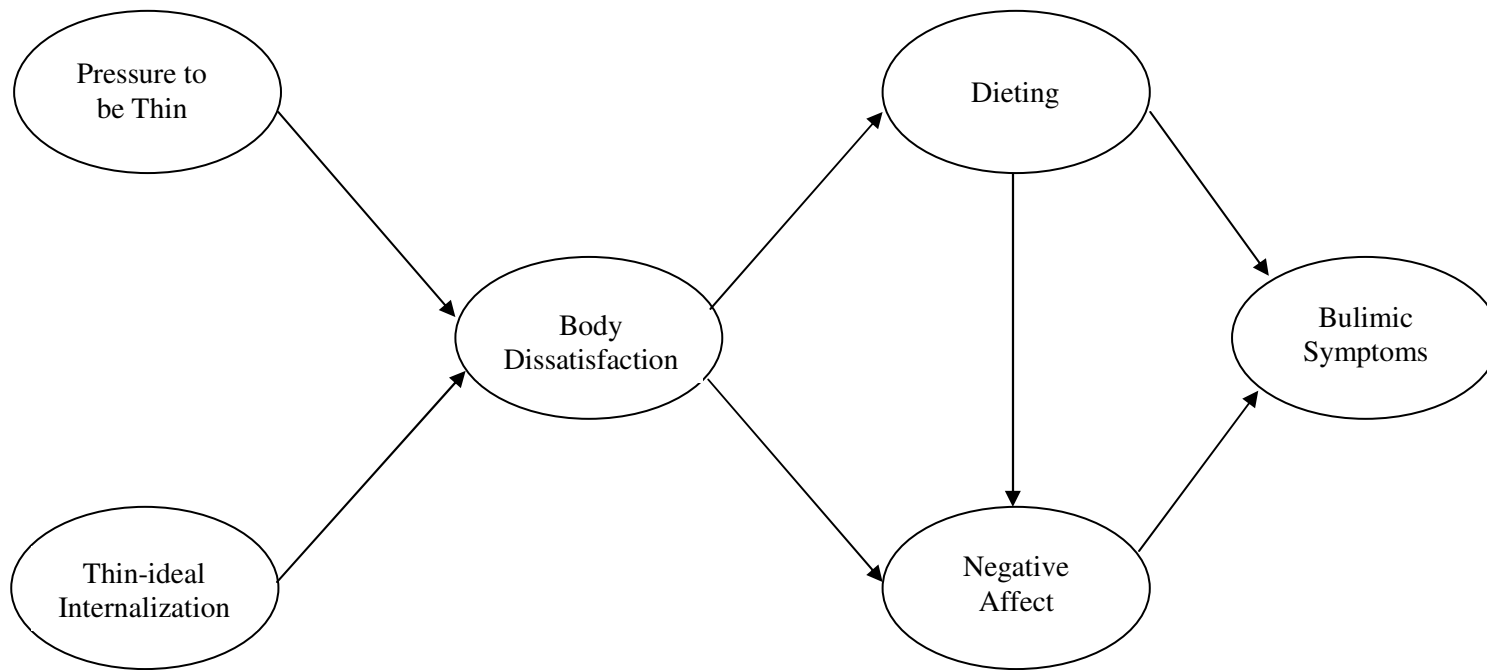 Pressure to
be Thin
Dieting
Body
Dissatisfaction
Bulimic
Symptoms
Thin-ideal
Internalization
Negative
Affect